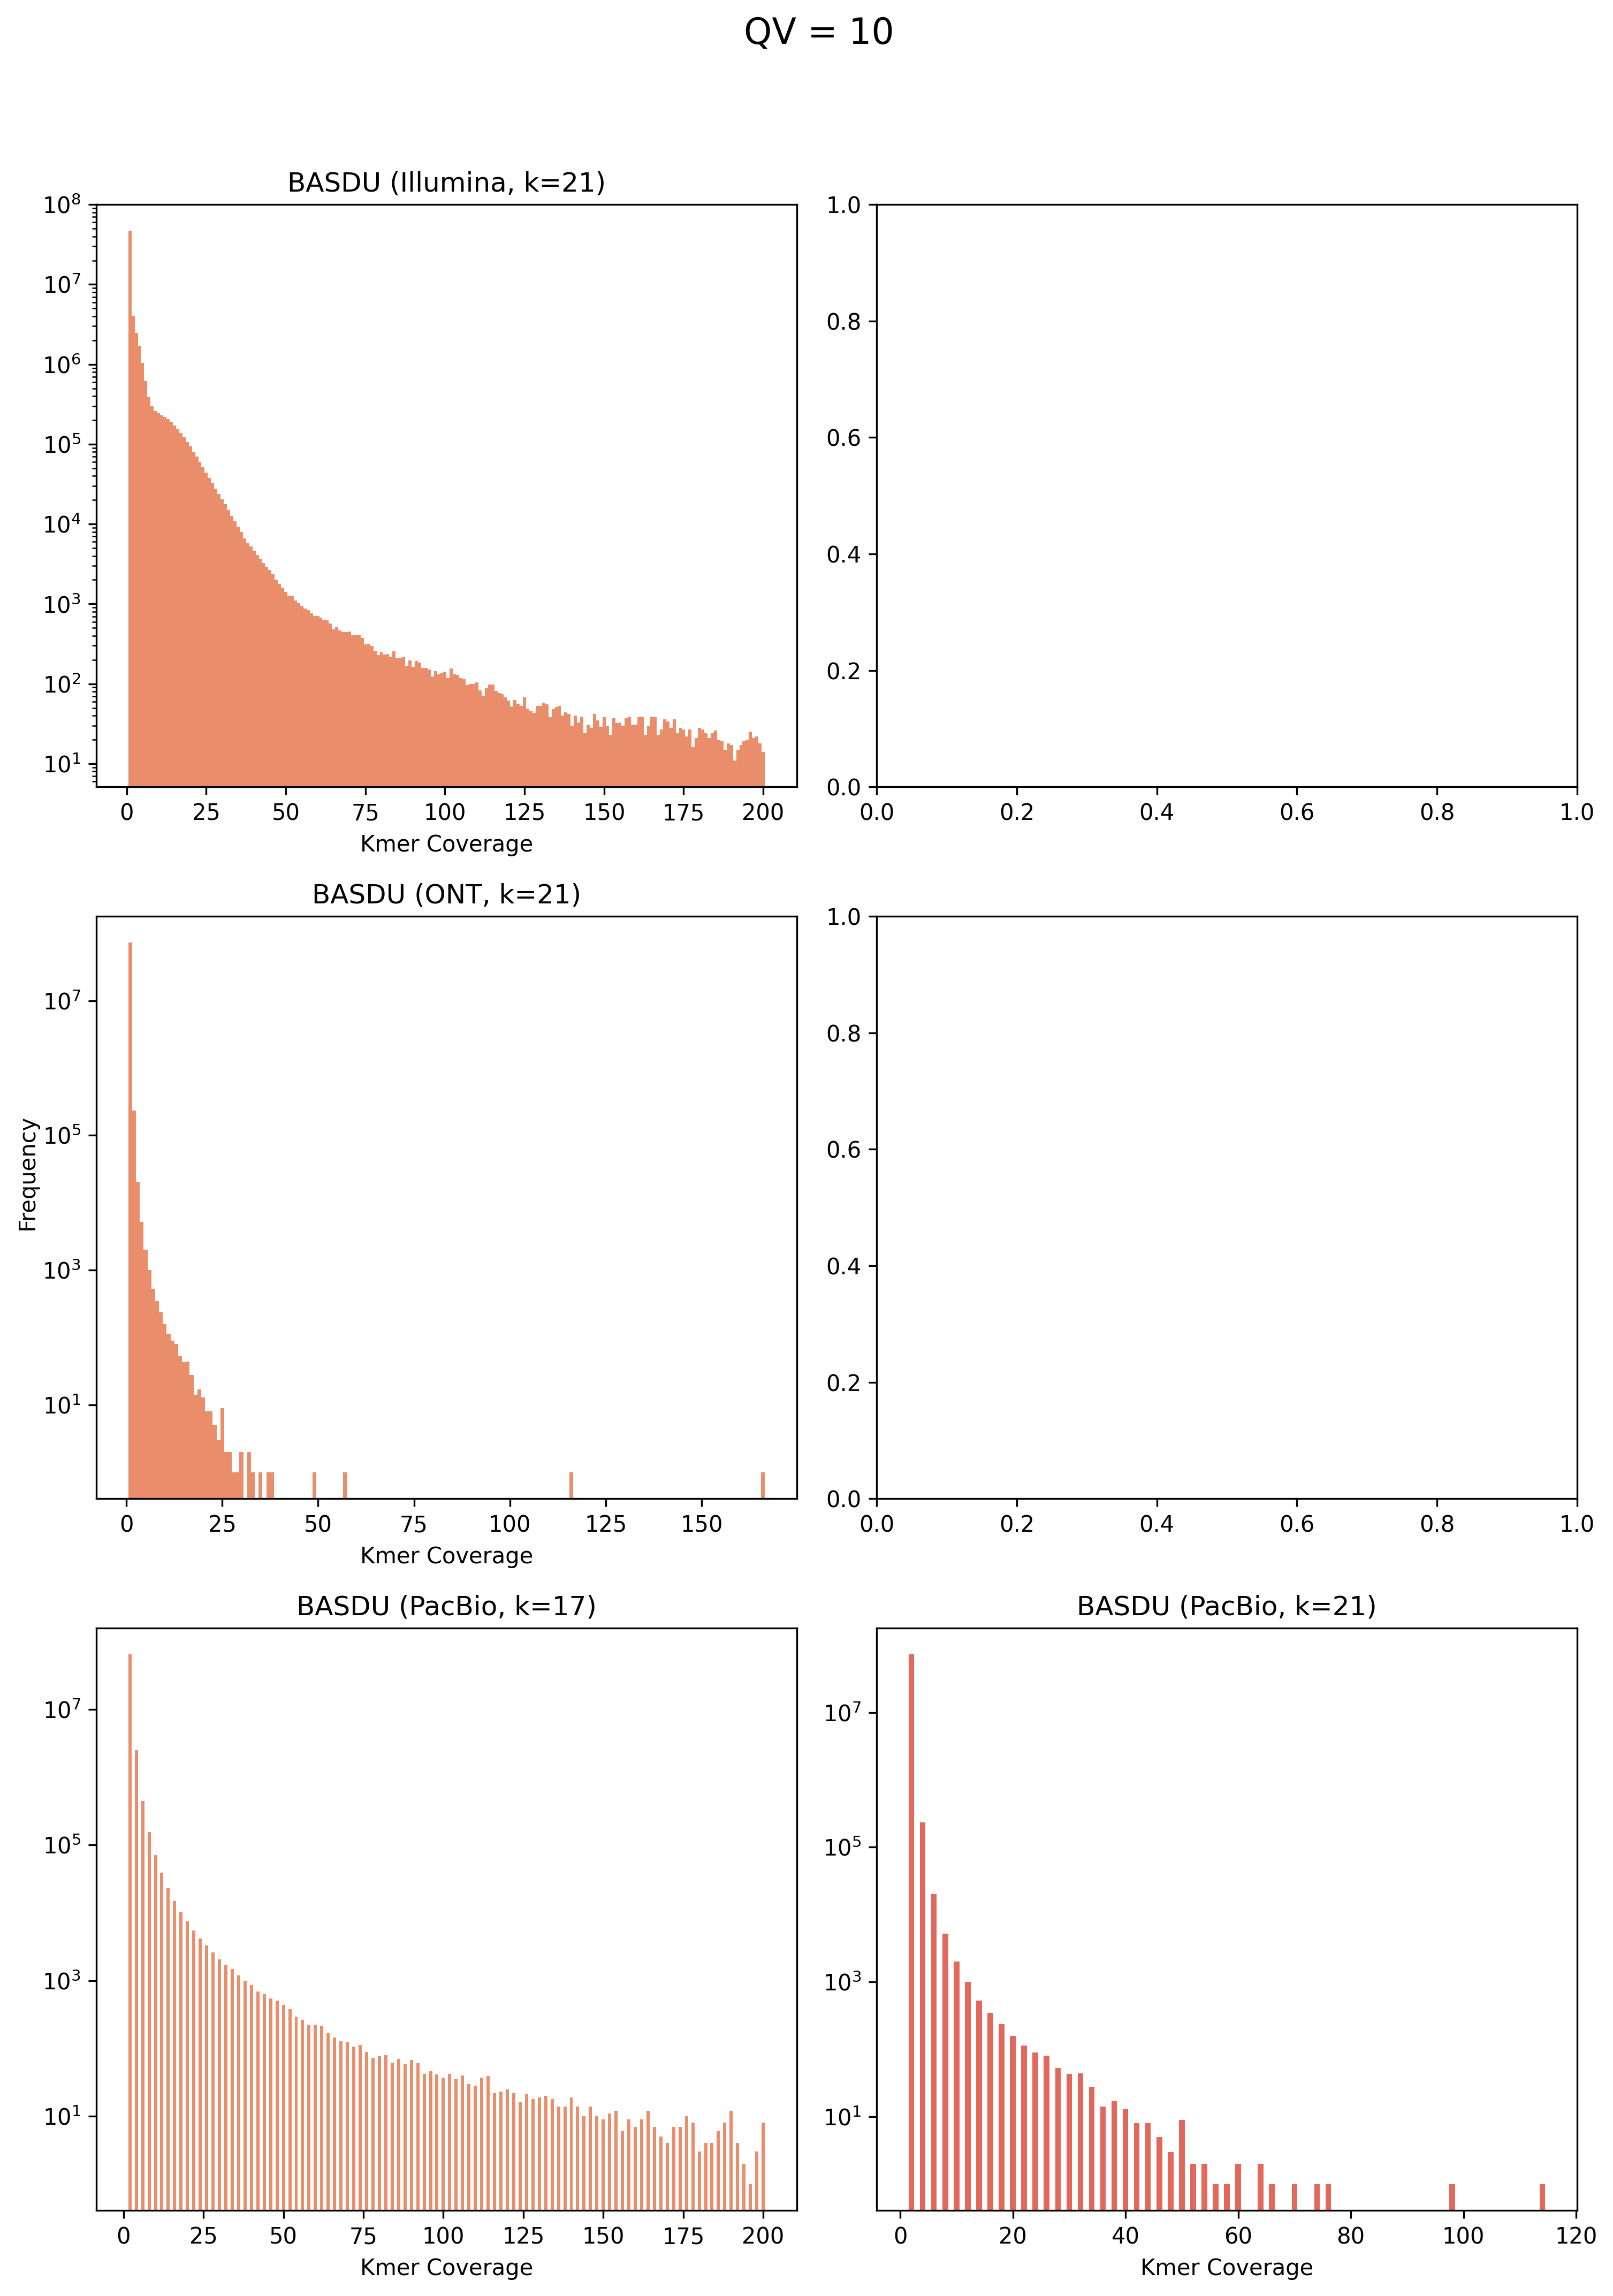 QV = 10
BASDU (Illumina, k=21)
10⁸
10⁷
10⁶
10⁵
10⁴
10³
10²
10¹
0 25 50 75 100 125 150 175 200
Kmer Coverage
1.0
0.8
0.6
0.4
0.2
0.0
0.0 0.2 0.4 0.6 0.8 1.0
BASDU (ONT, k=21)
Frequency
10⁷
10⁵
10³
10¹
0 25 50 75 100 125 150
Kmer Coverage
1.0
0.8
0.6
0.4
0.2
0.0
0.0 0.2 0.4 0.6 0.8 1.0
BASDU (PacBio, k=17)
10⁷
10⁵
10³
10¹
0 25 50 75 100 125 150 175 200
Kmer Coverage
BASDU (PacBio, k=21)
10⁷
10⁵
10³
10¹
0 20 40 60 80 100 120
Kmer Coverage